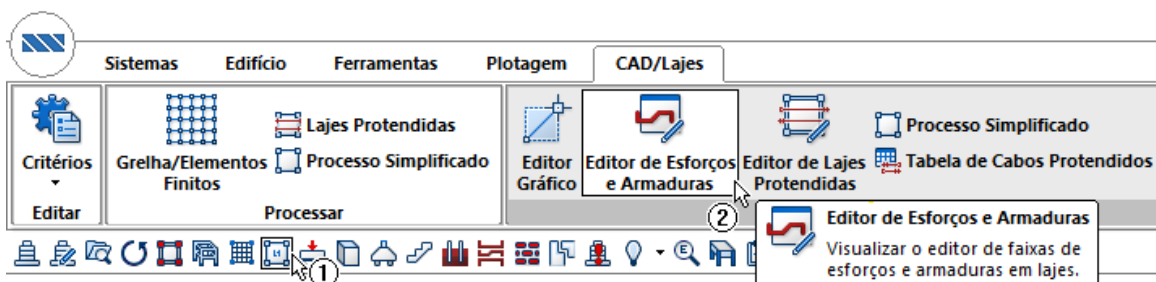 Sistemas Edifício Ferramentas Plotagem CAD/Lajes
Critérios
Editar
Grelha/Elementos
Finitos
Lajes Protendidas
Processo Simplificado
Processar
Editor
Gráfico
Editor de Esforços
e Armaduras
Editor de Lajes
Protendidas
Processo Simplificado
Tabela de Cabos Protendidos
2
Editor de Esforços e Armaduras
Visualizar o editor de faixas de
esforços e armaduras em lajes.
L1
1
E